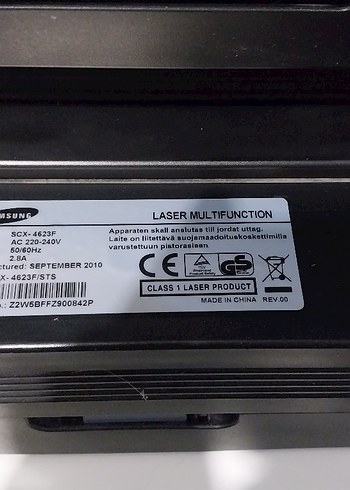 SAMSUNG
LASER MULTIFUNCTION
SCX- 4623F
AC 220-240V
50/60Hz
2.8A
ctured: SEPTEMBER 2010
X- 4623F/STS
.: Z2W5BFFZ900842P
Apparaten skall anslutas till jordat uttag.
Laite on liitettävä suojamaadoituskoskettimilla
varustettuun pistorasiaan
CE
GS
CLASS 1 LASER PRODUCT
MADE IN CHINA REV.00